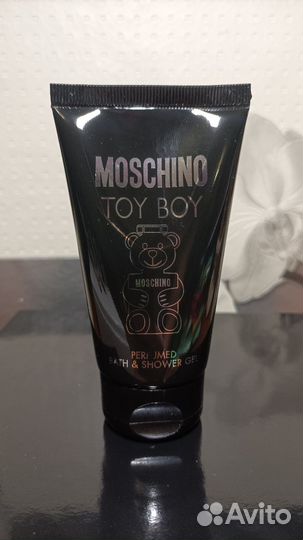 MOSCHINO
TOY BOY
MOSCHINO
PERFUMED
BATH & SHOWER GEL
Avito